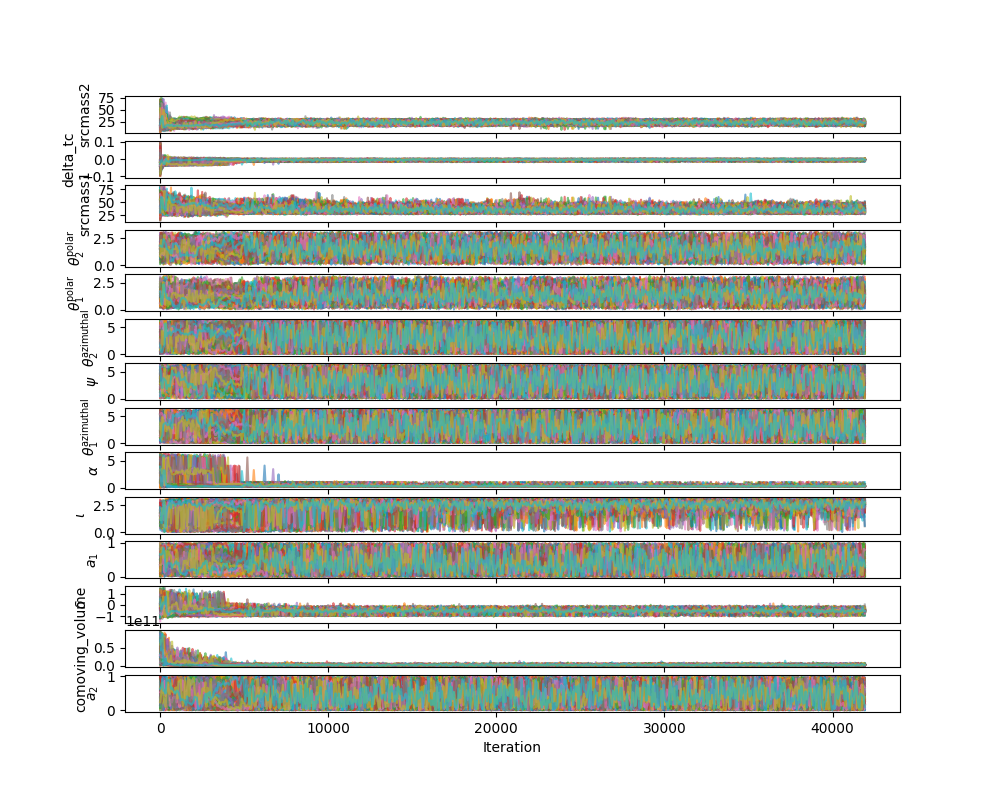 srcmass2
75
50
25
delta_tc
0.1
0.0
−0.1
srcmass1
75
50
25
θ₂^polar
2.5
0.0
θ₁^polar
2.5
0.0
θ₂^azimuthal
5
0
ψ
5
0
θ₁^azimuthal
5
0
α
5
0
ι
2.5
0.0
a₁
1
0
1
0
−1
comoving_volume
1e11
0.5
0.0
a₂
1
0
0
10000
20000
30000
40000
Iteration